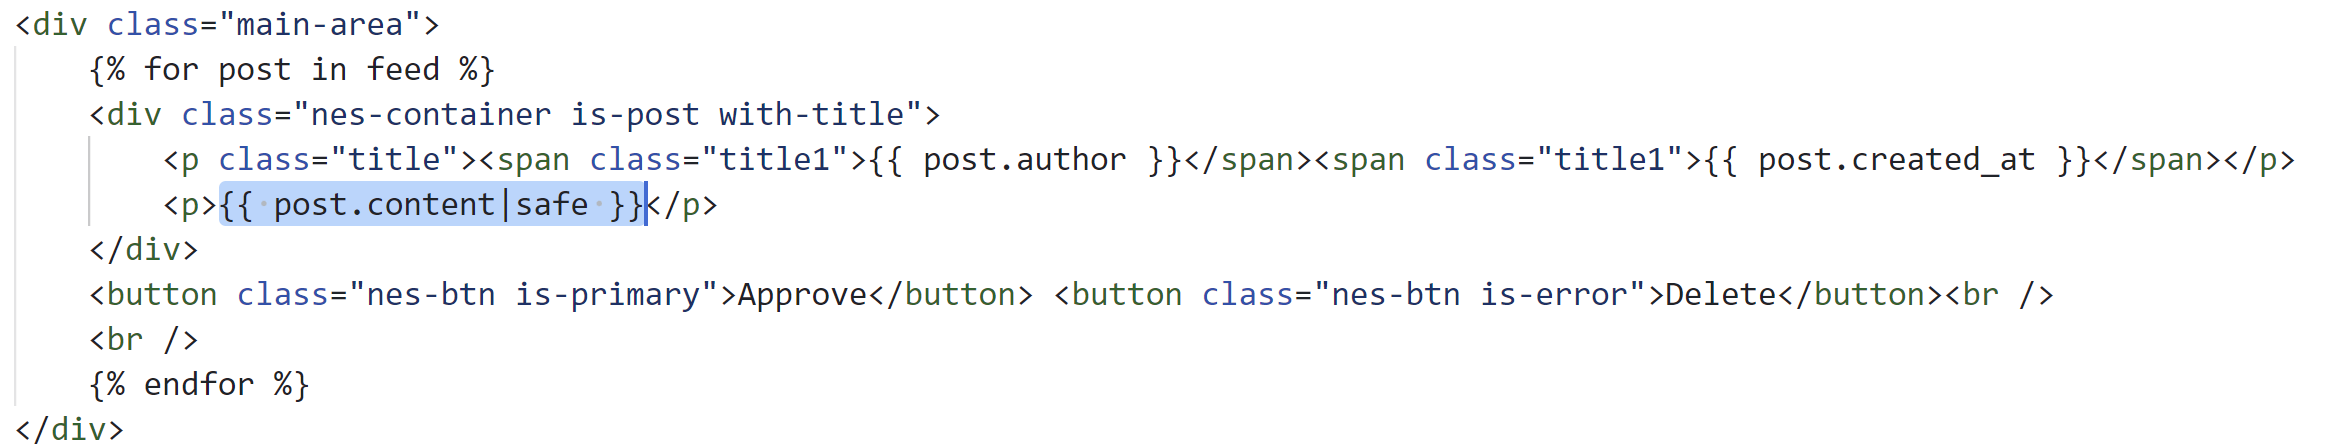 <div class="main-area">
    {% for post in feed %}
    <div class="nes-container is-post with-title">
        <p class="title"><span class="title1">{{ post.author }}</span><span class="title1">{{ post.created_at }}</span></p>
        <p>{{ post.content|safe }}</p>
    </div>
    <button class="nes-btn is-primary">Approve</button> <button class="nes-btn is-error">Delete</button><br />
    <br />
    {% endfor %}
</div>